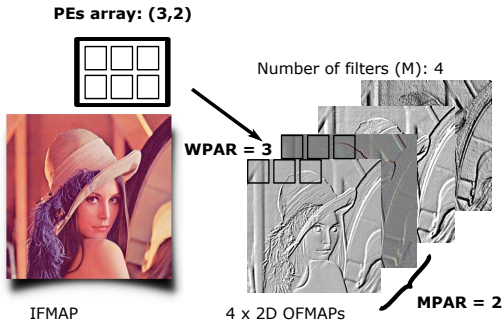 PEs array: (3,2)
Number of filters (M): 4
WPAR = 3
MPAR = 2
IFMAP
4 x 2D OFMAPs